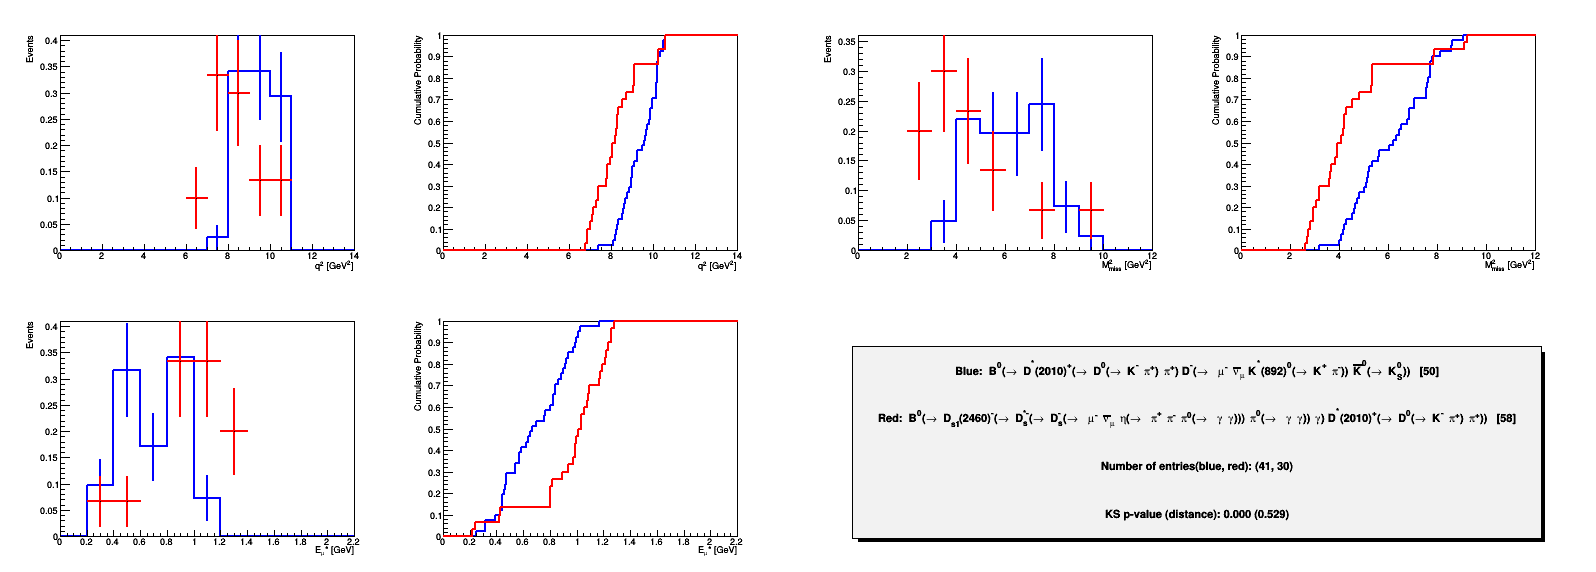 Events
0.4
0.35
0.3
0.25
0.2
0.15
0.1
0.05
0
0 2 4 6 8 10 12 14
q² [GeV²]
Cumulative Probability
1
0.9
0.8
0.7
0.6
0.5
0.4
0.3
0.2
0.1
0
0 2 4 6 8 10 12 14
q² [GeV²]
Events
0.35
0.3
0.25
0.2
0.15
0.1
0.05
0
0 2 4 6 8 10 12
M²miss [GeV²]
Cumulative Probability
1
0.9
0.8
0.7
0.6
0.5
0.4
0.3
0.2
0.1
0
0 2 4 6 8 10 12
M²miss [GeV²]
Events
0.4
0.35
0.3
0.25
0.2
0.15
0.1
0.05
0
0 0.2 0.4 0.6 0.8 1 1.2 1.4 1.6 1.8 2 2.2
Eμ* [GeV]
Cumulative Probability
1
0.9
0.8
0.7
0.6
0.5
0.4
0.3
0.2
0.1
0
0 0.2 0.4 0.6 0.8 1 1.2 1.4 1.6 1.8 2 2.2
Eμ* [GeV]
Blue: B⁰(→ D*(2010)⁺(→ D⁰(→ K⁻ π⁺) π⁺) D⁻(→ μ⁻ ν̅μ K*(892)⁰(→ K⁺ π⁻)) K̅⁰(→ K⁰S)) [50]
Red: B⁰(→ Ds1(2460)⁻(→ D*⁻s(→ D⁻s(→ μ⁻ ν̅μ η(→ π⁺ π⁻ π⁰(→ γ γ))) π⁰(→ γ γ)) γ) D*(2010)⁺(→ D⁰(→ K⁻ π⁺) π⁺)) [58]
Number of entries(blue, red): (41, 30)
KS p-value (distance): 0.000 (0.529)